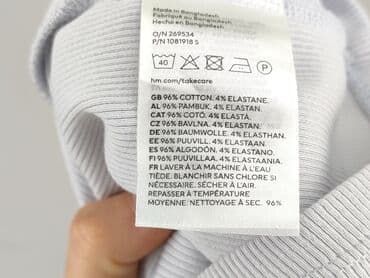 Made in Bangladesh
Fabriqué au Bangladesh
Hecho en Bangladesh
O/N 269534
P/N 1081918 S
40
P
hm.com/takecare
GB 96% COTTON. 4% ELASTANE.
AL 96% PAMBUK. 4% ELASTAN.
CAT 96% COTÓ. 4% ELASTÀ.
CZ 96% BAVLNA. 4% ELASTAN.
DE 96% BAUMWOLLE. 4% ELASTHAN.
EE 96% PUUVILL. 4% ELASTAAN.
ES 96% ALGODÓN. 4% ELASTANO.
FI 96% PUUVILLAA. 4% ELASTAANIA.
FR LAVER À LA MACHINE À L'EAU
TIÈDE. BLANCHIR SANS CHLORE SI
NÉCESSAIRE. SÉCHER À L'AIR.
REPASSER À TEMPÉRATURE
MOYENNE. NETTOYAGE À SEC. 96%